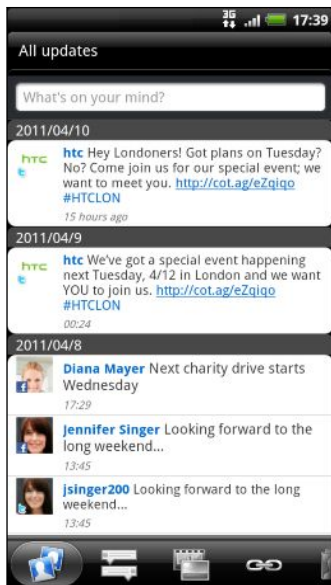 3G 17:39
All updates
What's on your mind?
2011/04/10
htc htc Hey Londoners! Got plans on Tuesday?
No? Come join us for our special event; we
want to meet you. http://cot.ag/eZqiqo
#HTCLON
15 hours ago
2011/04/9
htc htc We've got a special event happening
next Tuesday, 4/12 in London and we want
YOU to join us. http://cot.ag/eZqiqo
#HTCLON
00:24
2011/04/8
Diana Mayer Next charity drive starts
Wednesday
17:29
Jennifer Singer Looking forward to the
long weekend...
13:45
jsinger200 Looking forward to the long
weekend...
13:45